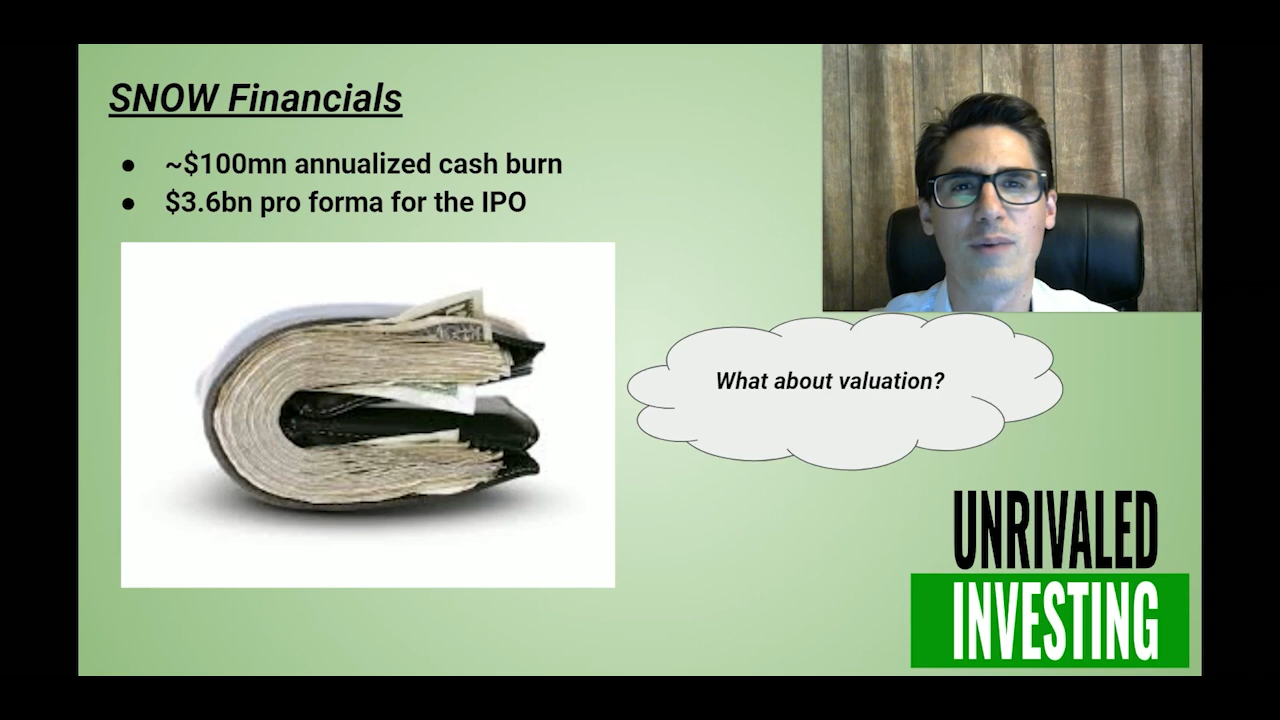 SNOW Financials
● ~$100mn annualized cash burn
● $3.6bn pro forma for the IPO
What about valuation?
UNRIVALED
INVESTING